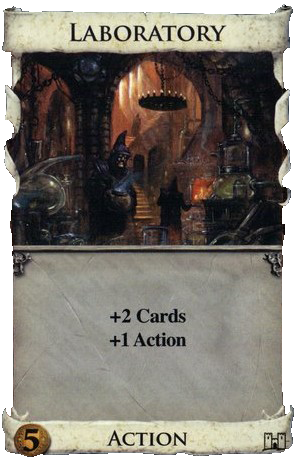 LABORATORY
+2 Cards
+1 Action
5
ACTION